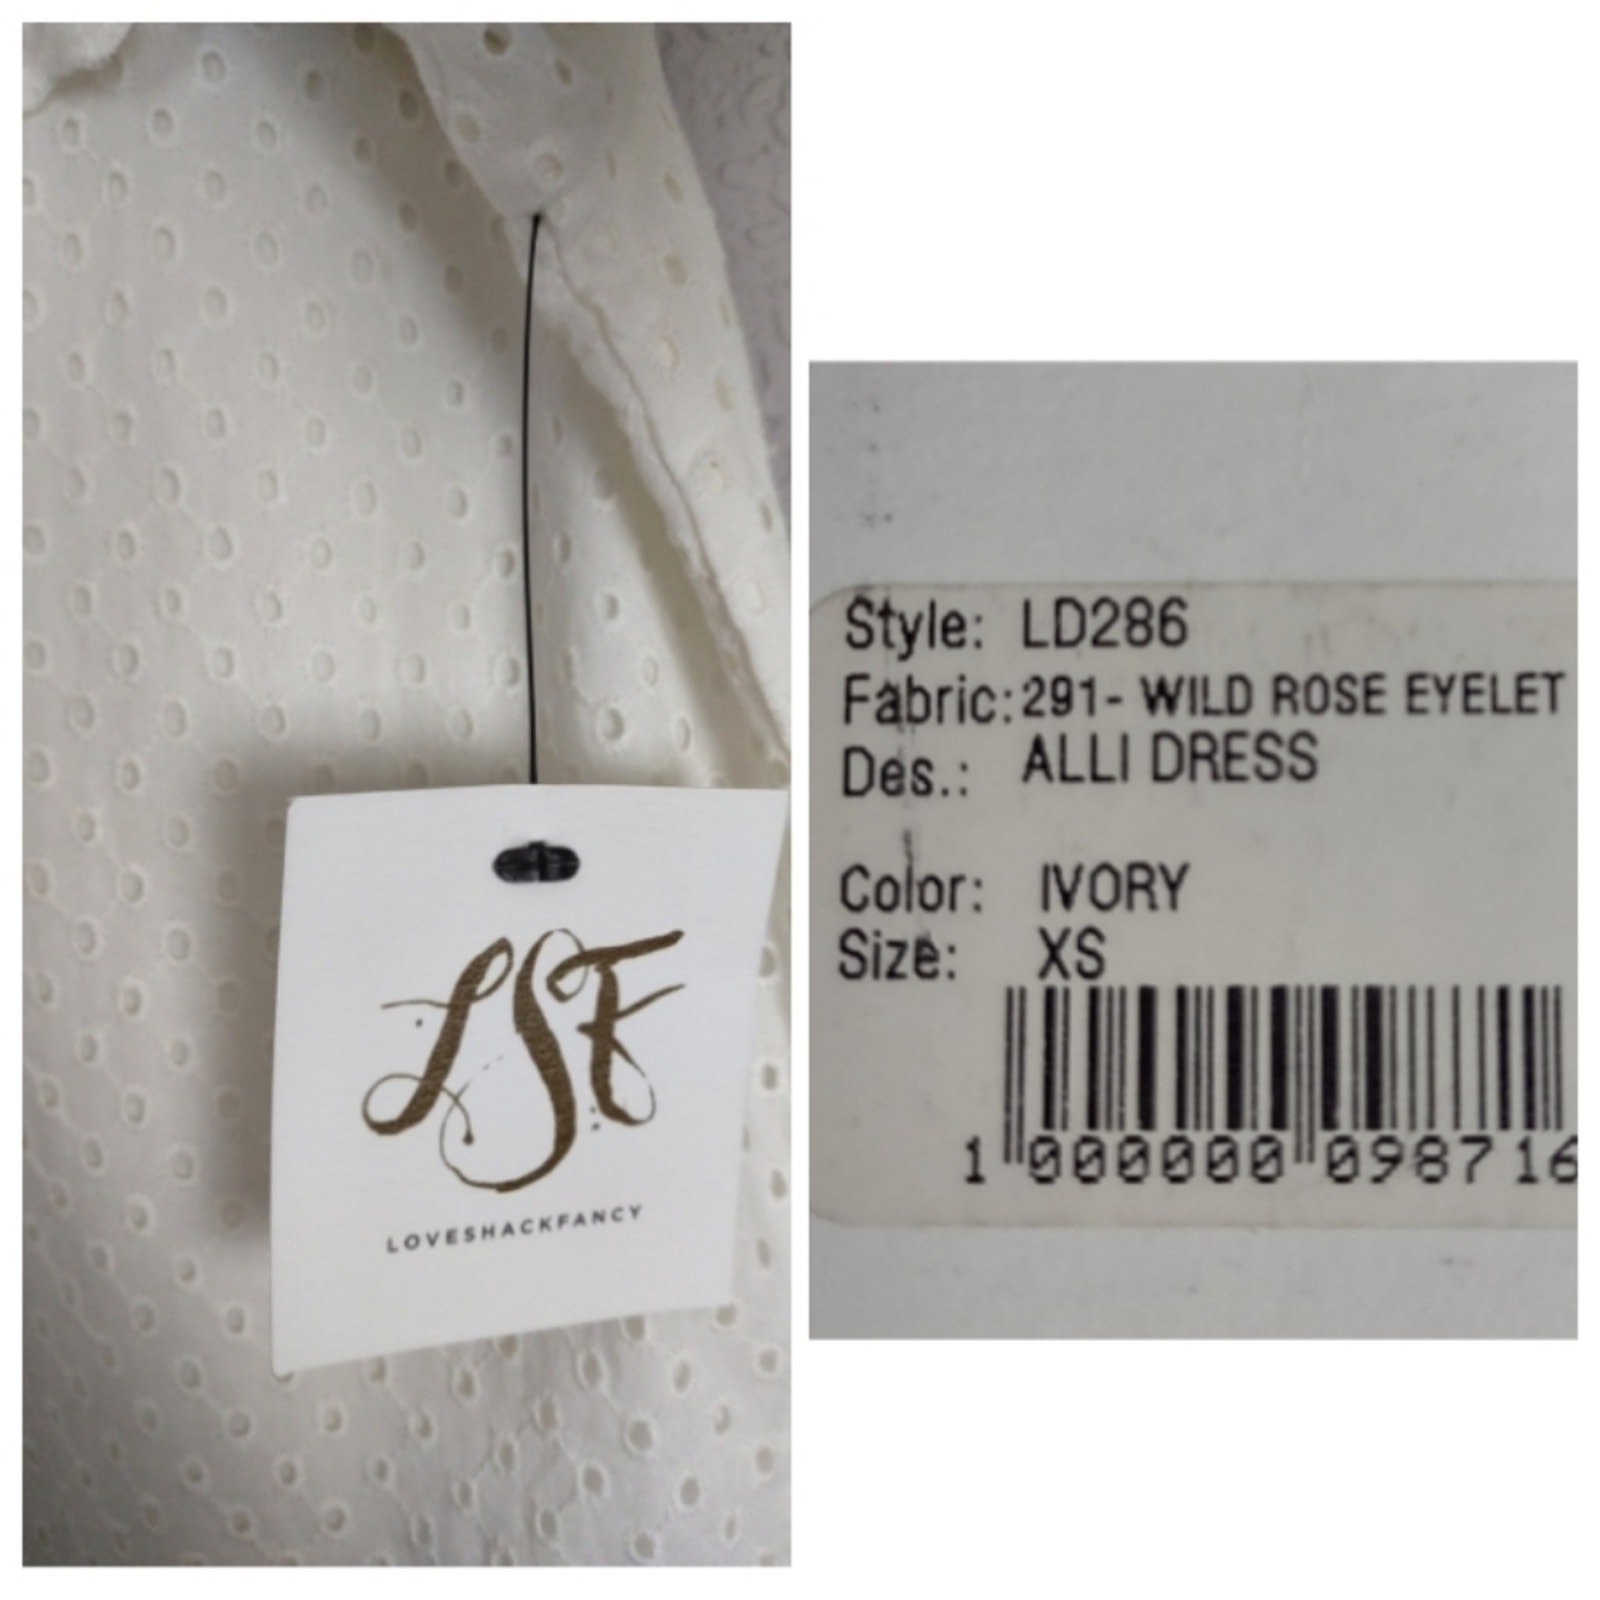 LSF
LOVESHACKFANCY
Style: LD286
Fabric: 291- WILD ROSE EYELET
Des.: ALLI DRESS
Color: IVORY
Size: XS
1 000000 098716